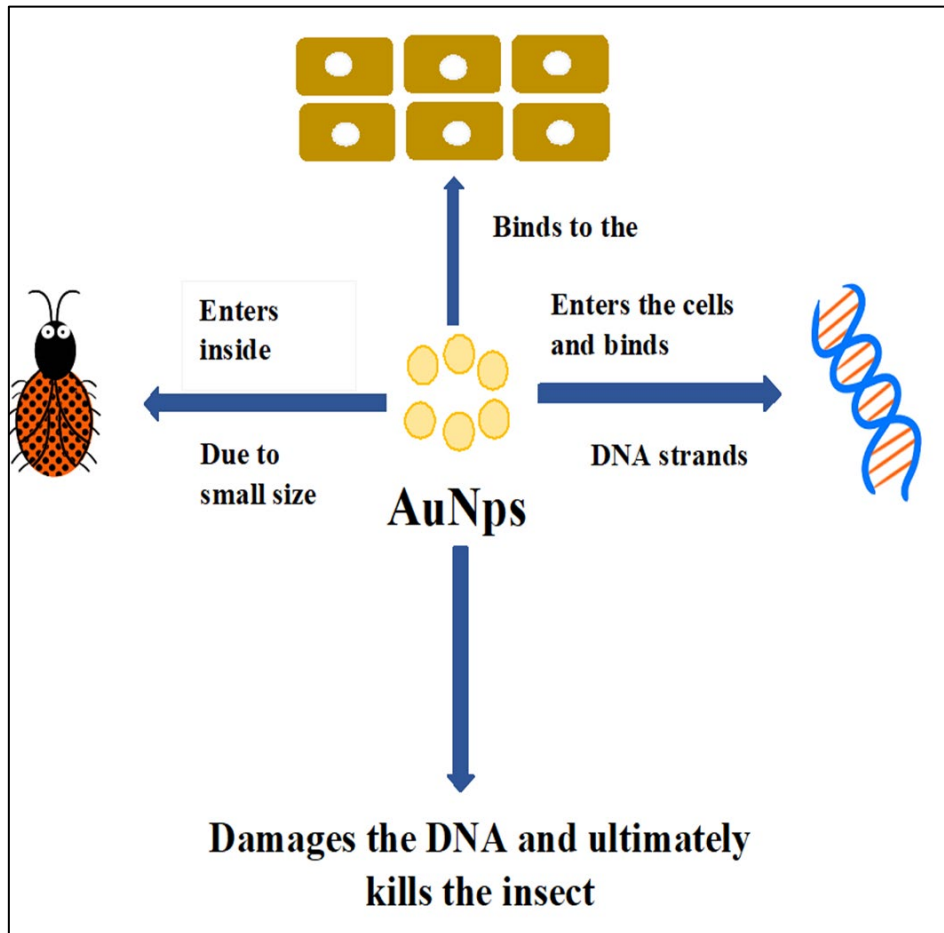 Binds to the
Enters
inside
Due to
small size
Enters the cells
and binds
DNA strands
AuNps
Damages the DNA and ultimately
kills the insect